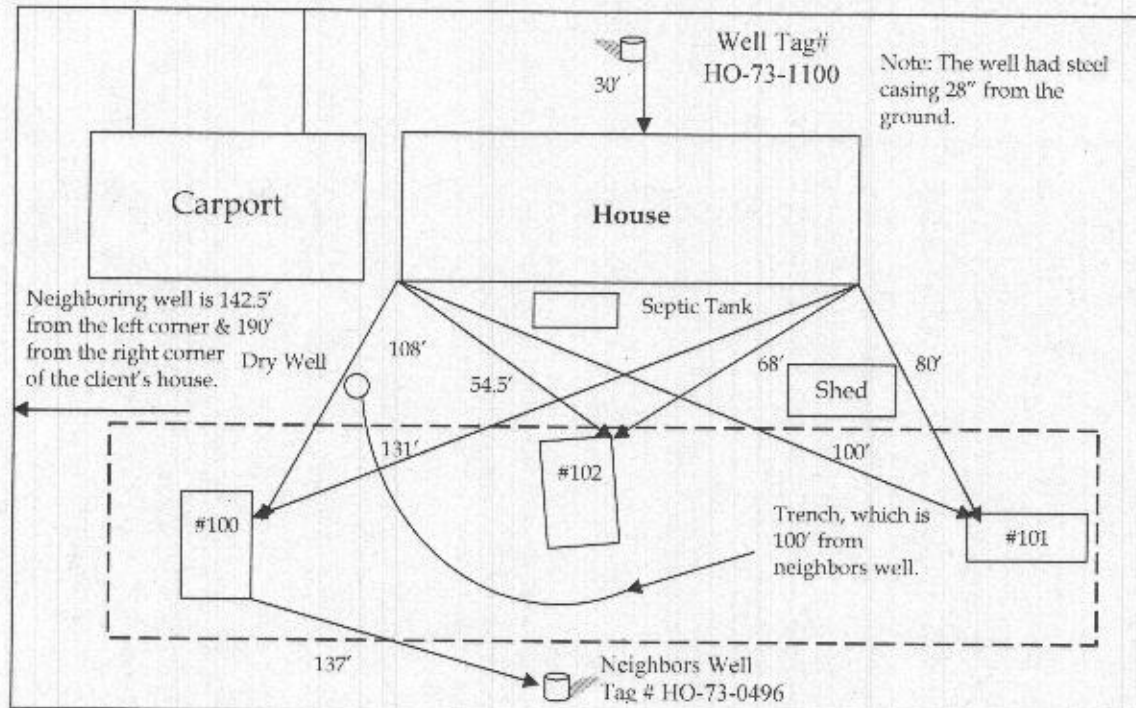 Well Tag#
HO-73-1100
30'
Note: The well had steel
casing 28" from the
ground.
Carport
House
Neighboring well is 142.5'
from the left corner & 190'
from the right corner
of the client's house.
Septic Tank
Dry Well
108'
54.5'
68'
80'
Shed
131'
100'
#102
#100
#101
Trench, which is
100' from
neighbors well.
137'
Neighbors Well
Tag # HO-73-0496